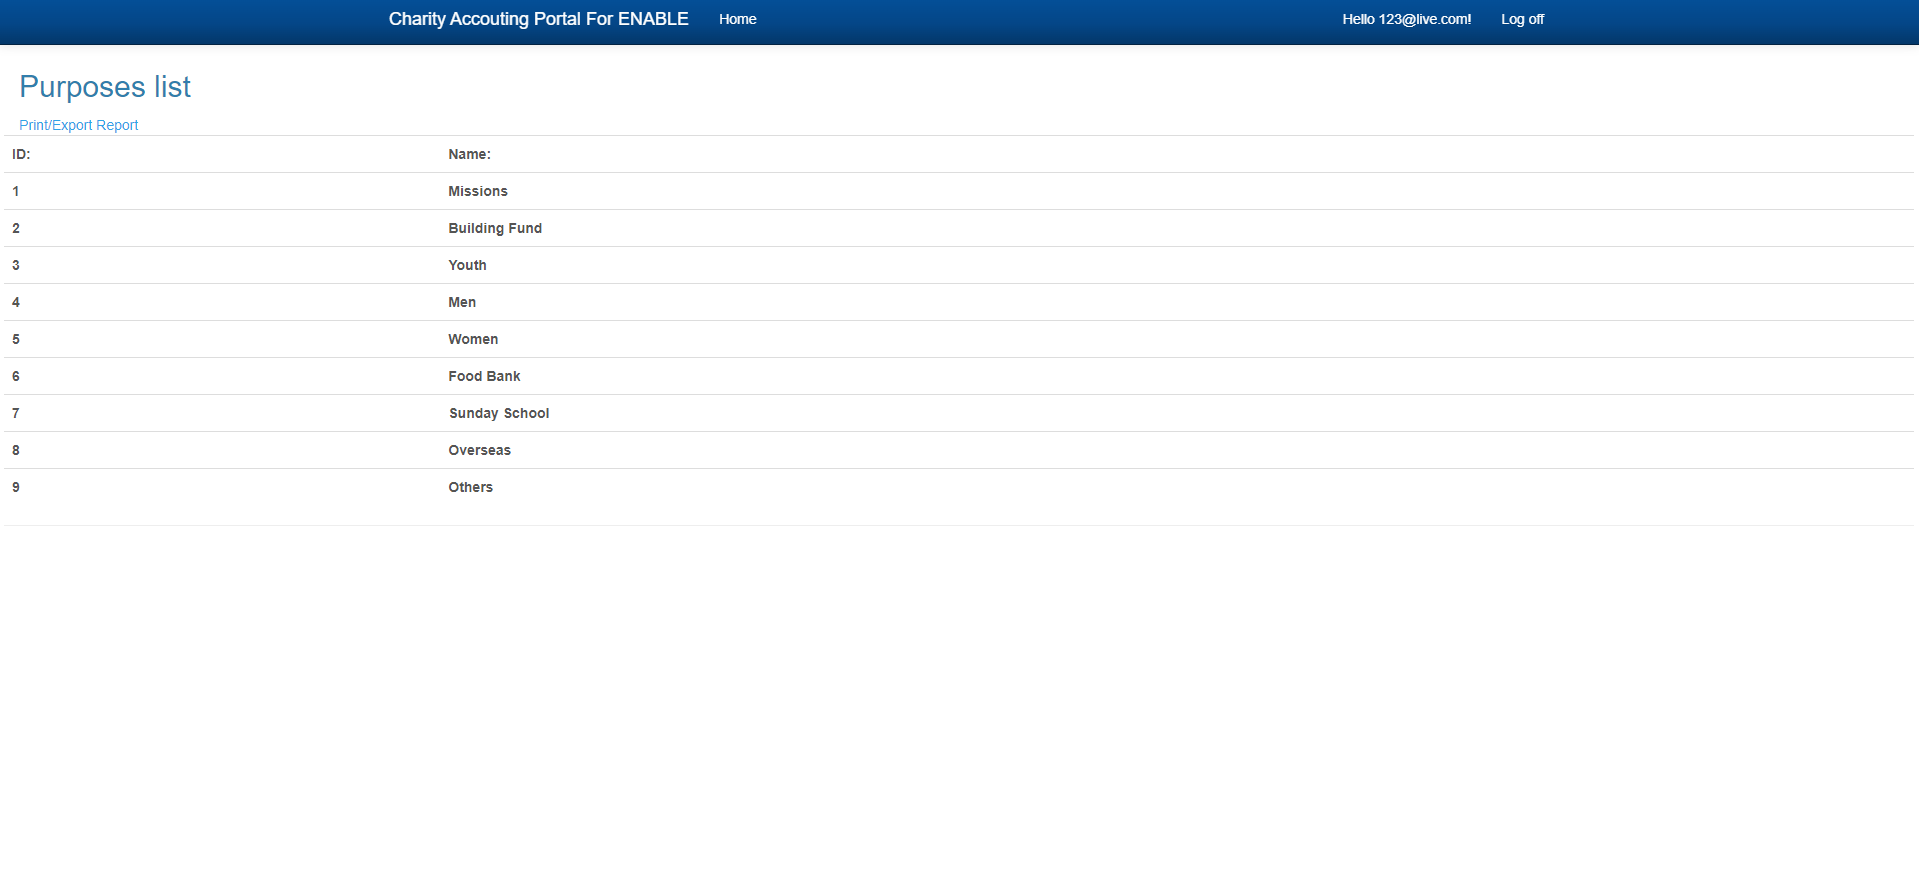 Charity Accouting Portal For ENABLE Home Hello 123@live.com! Log off
Purposes list
Print/Export Report
ID: Name:
1 Missions
2 Building Fund
3 Youth
4 Men
5 Women
6 Food Bank
7 Sunday School
8 Overseas
9 Others